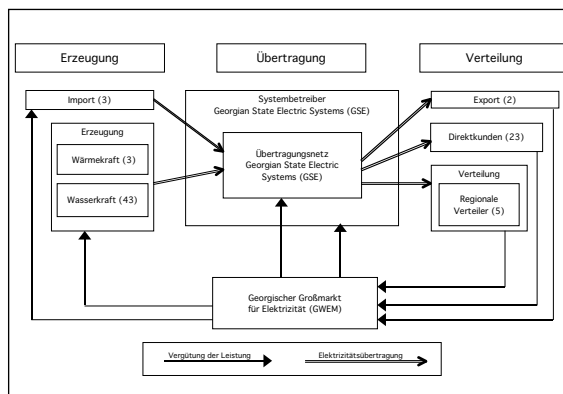 Erzeugung
Übertragung
Verteilung
Import (3)
Systembetreiber
Georgian State Electric Systems (GSE)
Export (2)
Erzeugung
Wärmekraft (3)
Wasserkraft (43)
Übertragungsnetz
Georgian State Electric
Systems (GSE)
Direktkunden (23)
Verteilung
Regionale
Verteiler (5)
Georgischer Großmarkt
für Elektrizität (GWEM)
Vergütung der Leistung
Elektrizitätsübertragung